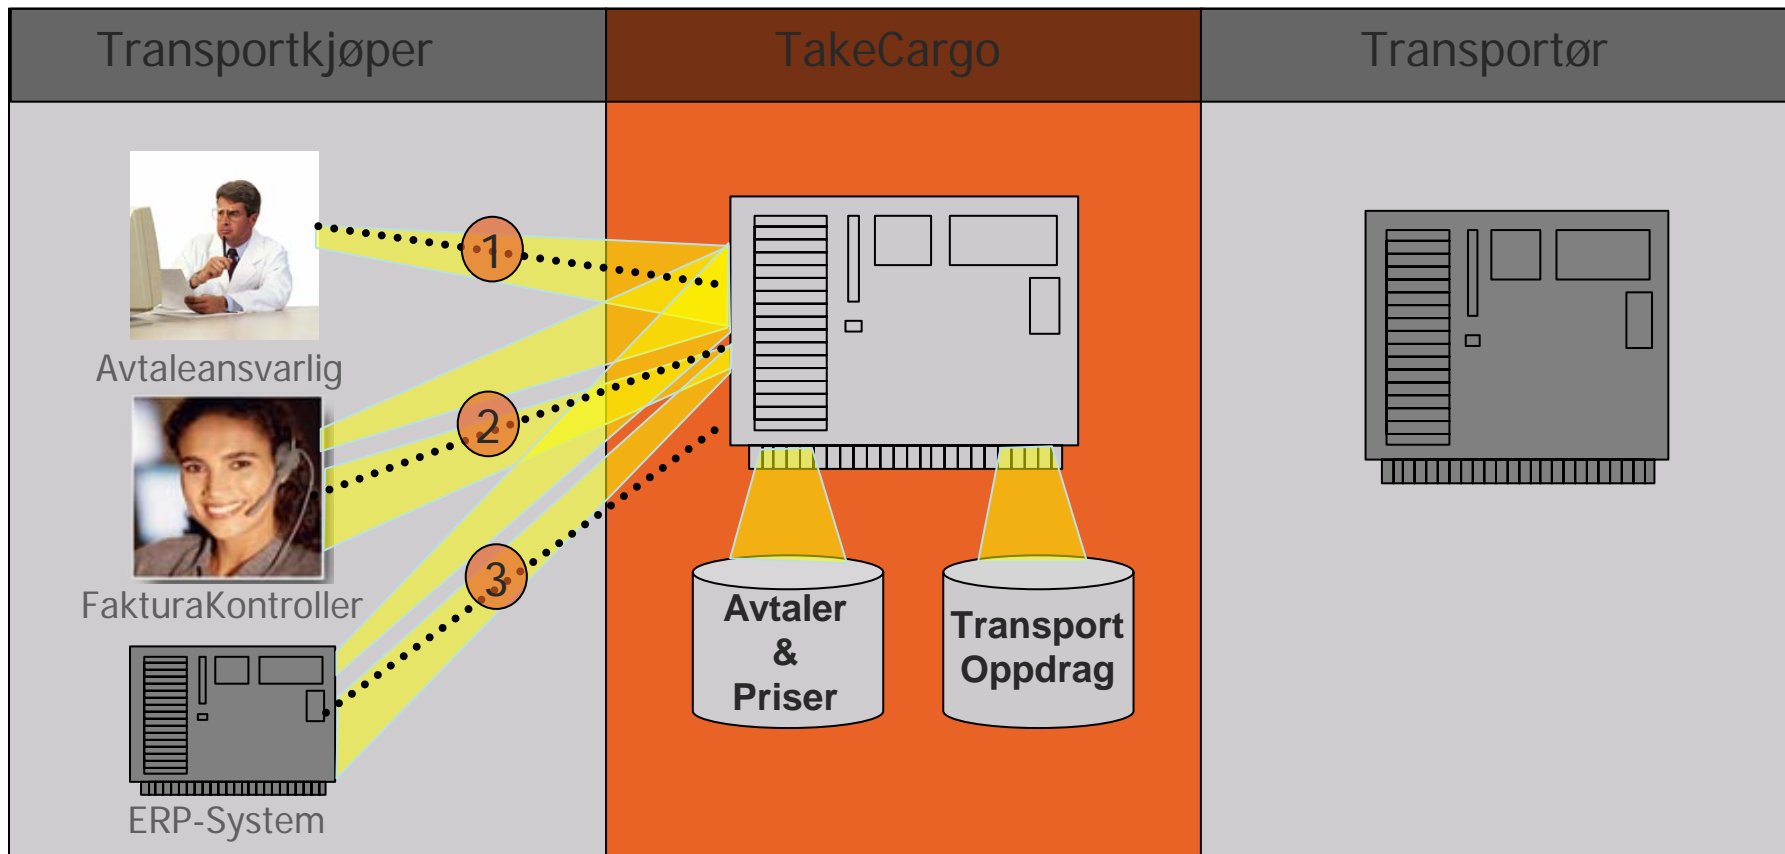 Transportkjøper
TakeCargo
Transportør
1
Avtaleansvarlig
2
FakturaKontroller
3
ERP-System
Avtaler
&
Priser
Transport
Oppdrag